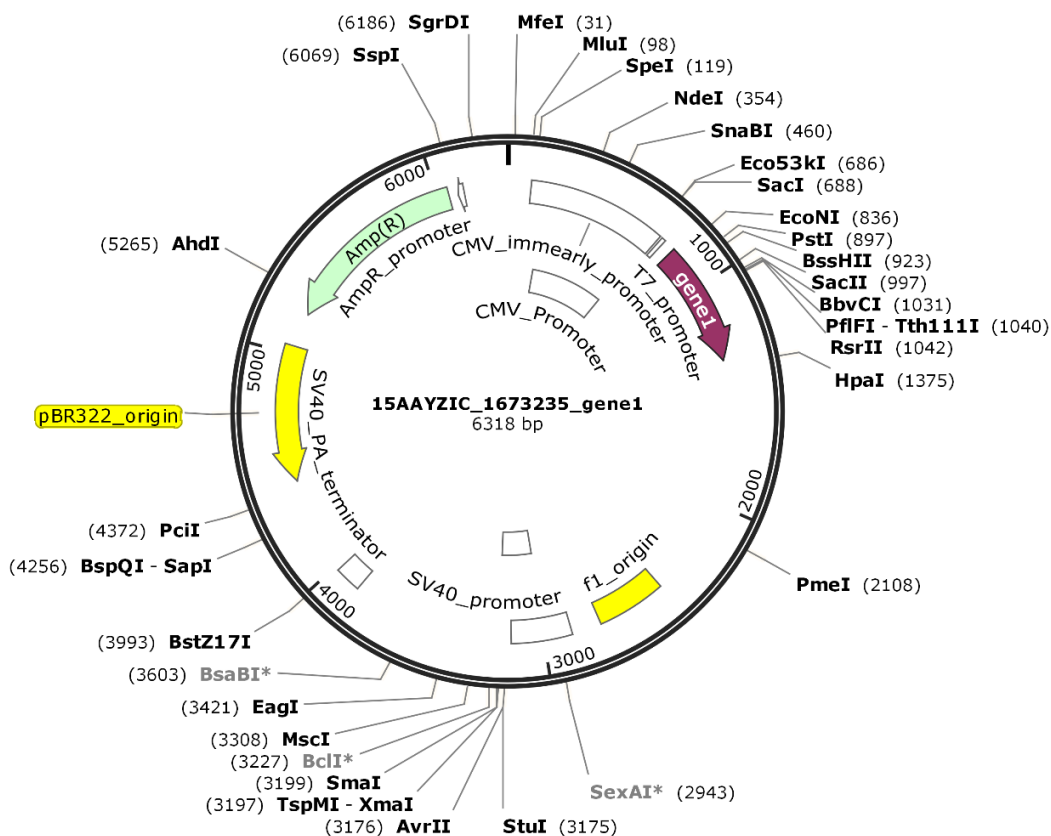 (6186) SgrDI
MfeI (31)
(6069) SspI
MluI (98)
SpeI (119)
NdeI (354)
SnaBI (460)
Eco53kI (686)
SacI (688)
EcoNI (836)
PstI (897)
BssHII (923)
SacII (997)
BbvCI (1031)
PflFI - Tth111I (1040)
RsrII (1042)
HpaI (1375)
(5265) AhdI
6000
1000
Amp(R)
AmpR_promoter
CMV_immearly_promoter
T7_promoter
gene1
CMV_Promoter
5000
15AAYZIC_1673235_gene1
6318 bp
pBR322_origin
SV40_PA_terminator
2000
(4372) PciI
(4256) BspQI - SapI
PmeI (2108)
f1_origin
SV40_promoter
4000
3000
(3993) BstZ17I
(3603) BsaBI*
(3421) EagI
(3308) MscI
(3227) BclI*
(3199) SmaI
(3197) TspMI - XmaI
(3176) AvrII
StuI (3175)
SexAI* (2943)